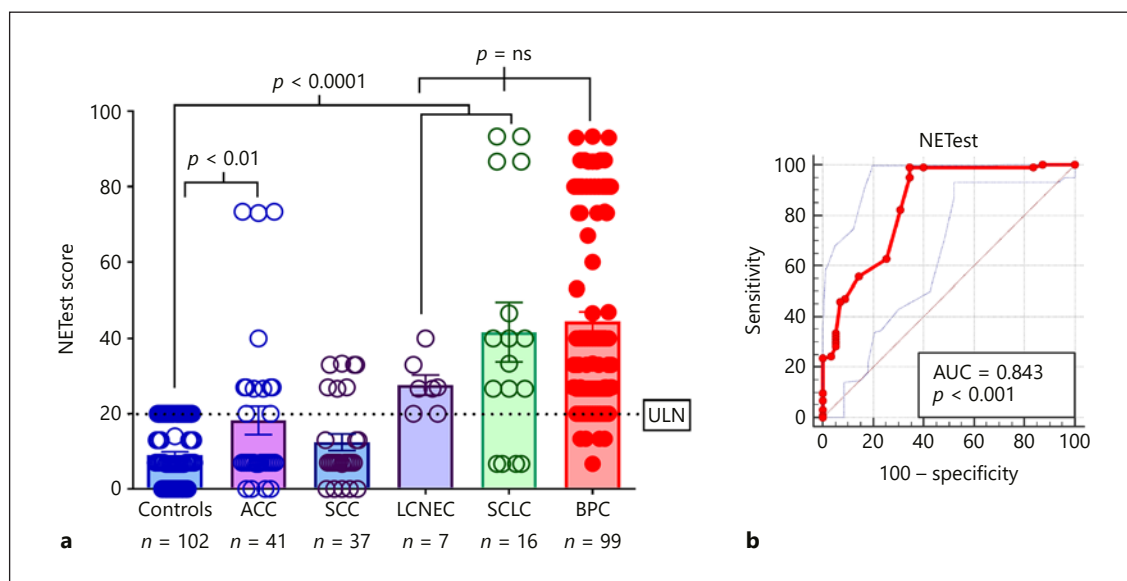 p = ns
p < 0.0001
p < 0.01
NETest score
100
80
60
40
20
0
ULN
Controls ACC SCC LCNEC SCLC BPC
n = 102 n = 41 n = 37 n = 7 n = 16 n = 99
a
NETest
Sensitivity
100
80
60
40
20
0
AUC = 0.843
p < 0.001
0 20 40 60 80 100
100 – specificity
b